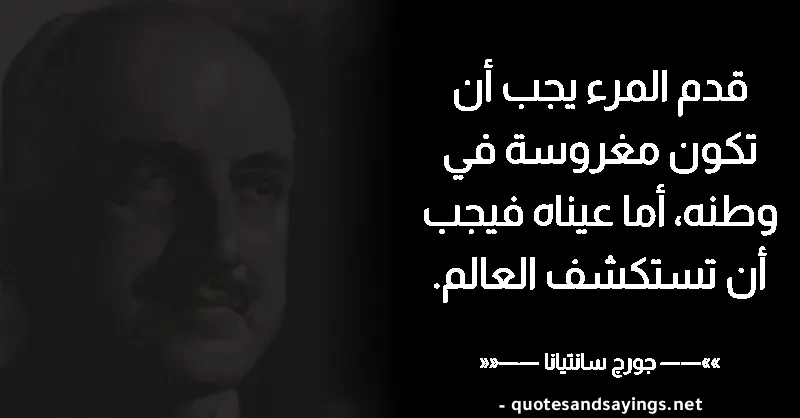 قدم المرء يجب أن
تكون مغروسة في
وطنه، أما عيناه فيجب
أن تستكشف العالم.
»»—— جورج سانتيانا ——««
- quotesandsayings.net